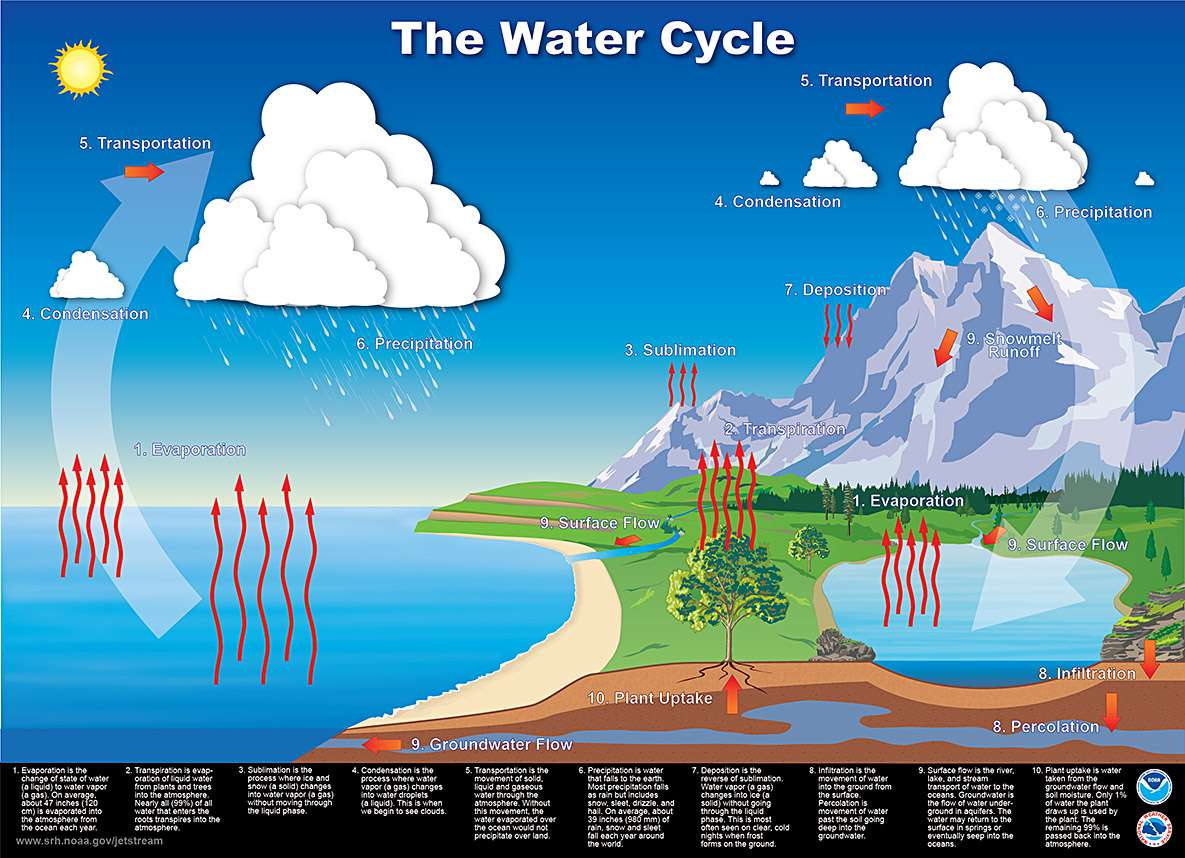 The Water Cycle
5. Transportation
5. Transportation
4. Condensation
6. Precipitation
7. Deposition
4. Condensation
6. Precipitation
3. Sublimation
9. Snowmelt
Runoff
2. Transpiration
1. Evaporation
1. Evaporation
9. Surface Flow
9. Surface Flow
8. Infiltration
10. Plant Uptake
8. Percolation
9. Groundwater Flow
1. Evaporation is the
change of state of water
(a liquid) to water vapor
(a gas). On average,
about 47 inches (120
cm) is evaporated into
the atmosphere from
the ocean each year.
2. Transpiration is evap-
oration of liquid water
from plants and trees
into the atmosphere.
Nearly all (99%) of all
water that enters the
roots transpires into the
atmosphere.
3. Sublimation is the
process where ice and
snow (a solid) changes
into water vapor (a gas)
without moving through
the liquid phase.
4. Condensation is the
process where water
vapor (a gas) changes
into water droplets
(a liquid). This is when
we begin to see clouds.
5. Transportation is the
movement of solid,
liquid and gaseous
water through the
atmosphere. Without
this movement, the
water evaporated over
the ocean would not
precipitate over land.
6. Precipitation is water
that falls to the earth.
Most precipitation falls
as rain but includes
snow, sleet, drizzle, and
hail. On average, about
39 inches (980 mm) of
rain, snow and sleet
fall each year around
the world.
7. Deposition is the
reverse of sublimation.
Water vapor (a gas)
changes into ice (a
solid) without going
through the liquid
phase. This is most
often seen on clear, cold
nights when frost
forms on the ground.
8. Infiltration is the
movement of water
into the ground from
the surface.
Percolation is
movement of water
past the soil going
deep into the
groundwater.
9. Surface flow is the river,
lake, and stream
transport of water to the
oceans. Groundwater is
the flow of water under-
ground in aquifers. The
water may return to the
surface in springs or
eventually seep into the
oceans.
10. Plant uptake is water
taken from the
groundwater flow and
soil moisture. Only 1%
of water the plant
draws up is used by
the plant. The
remaining 99% is
passed back into the
atmosphere.
NOAA
www.srh.noaa.gov/jetstream